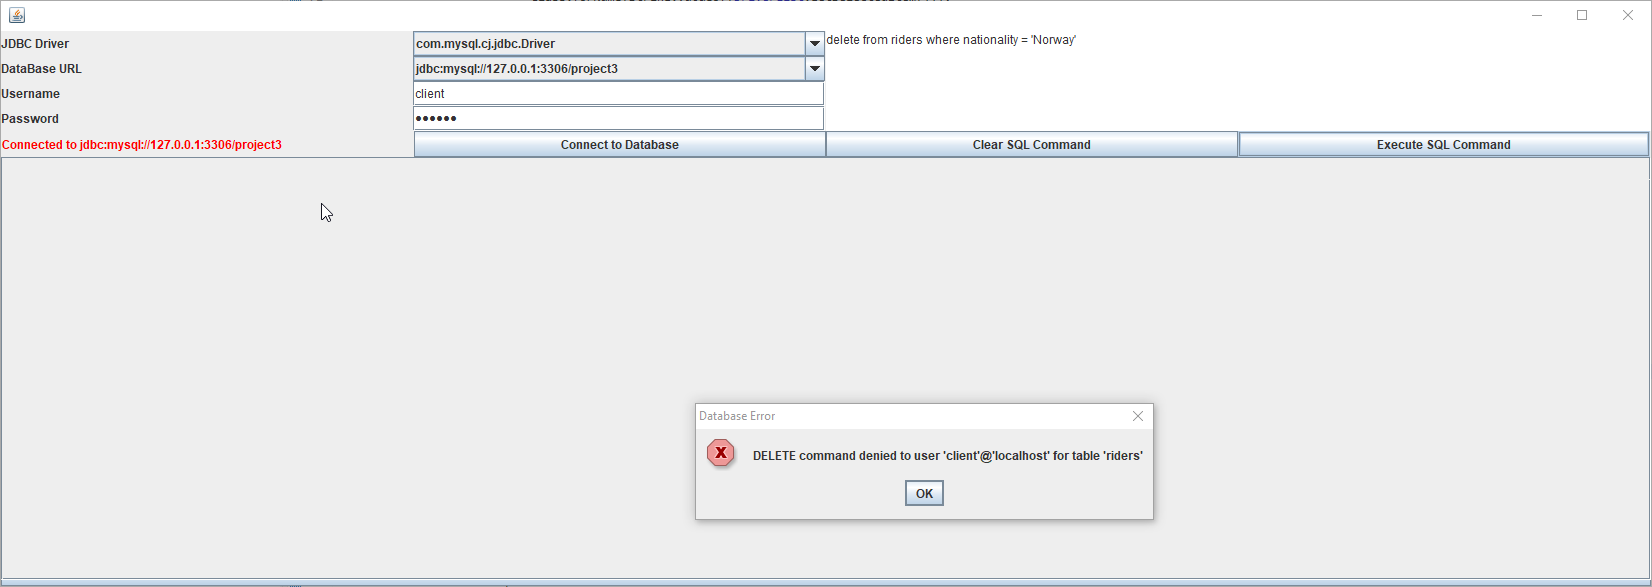 JDBC Driver
com.mysql.cj.jdbc.Driver
delete from riders where nationality = 'Norway'
DataBase URL
jdbc:mysql://127.0.0.1:3306/project3
Username
client
Password
••••••
Connected to jdbc:mysql://127.0.0.1:3306/project3
Connect to Database
Clear SQL Command
Execute SQL Command
Database Error
X
DELETE command denied to user 'client'@'localhost' for table 'riders'
OK